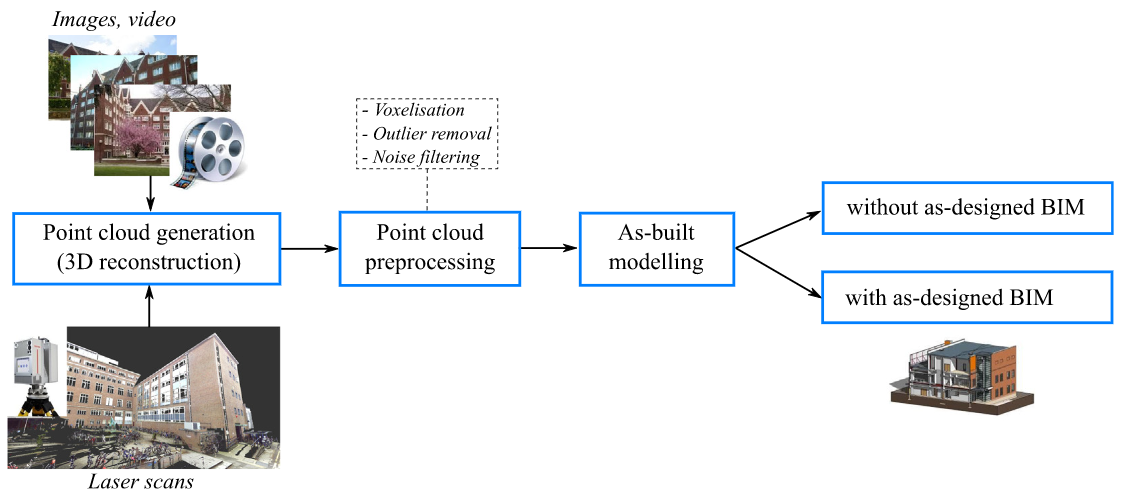 Images, video
- Voxelisation
- Outlier removal
- Noise filtering
Point cloud generation
(3D reconstruction)
Point cloud
preprocessing
As-built
modelling
without as-designed BIM
with as-designed BIM
Laser scans